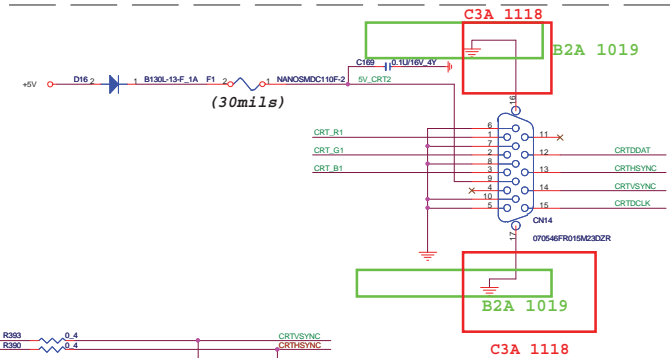 C3A 1118
B2A 1019
C169 0.1U/16V_4Y
+5V D16 2 1 B130L-13-F_1A F1 2 1 NANOSMDC110F-2 5V_CRT2
(30mils)
16
6
CRT_R1 1 11
7
CRT_G1 2 12 CRTDDAT
8
CRT_B1 3 13 CRTHSYNC
9
4 14 CRTVSYNC
10
5 15 CRTDCLK
CN14
17
070546FR015M23DZR
B2A 1019
R393 0_4 CRTVSYNC
R390 0_4 CRTHSYNC
C3A 1118